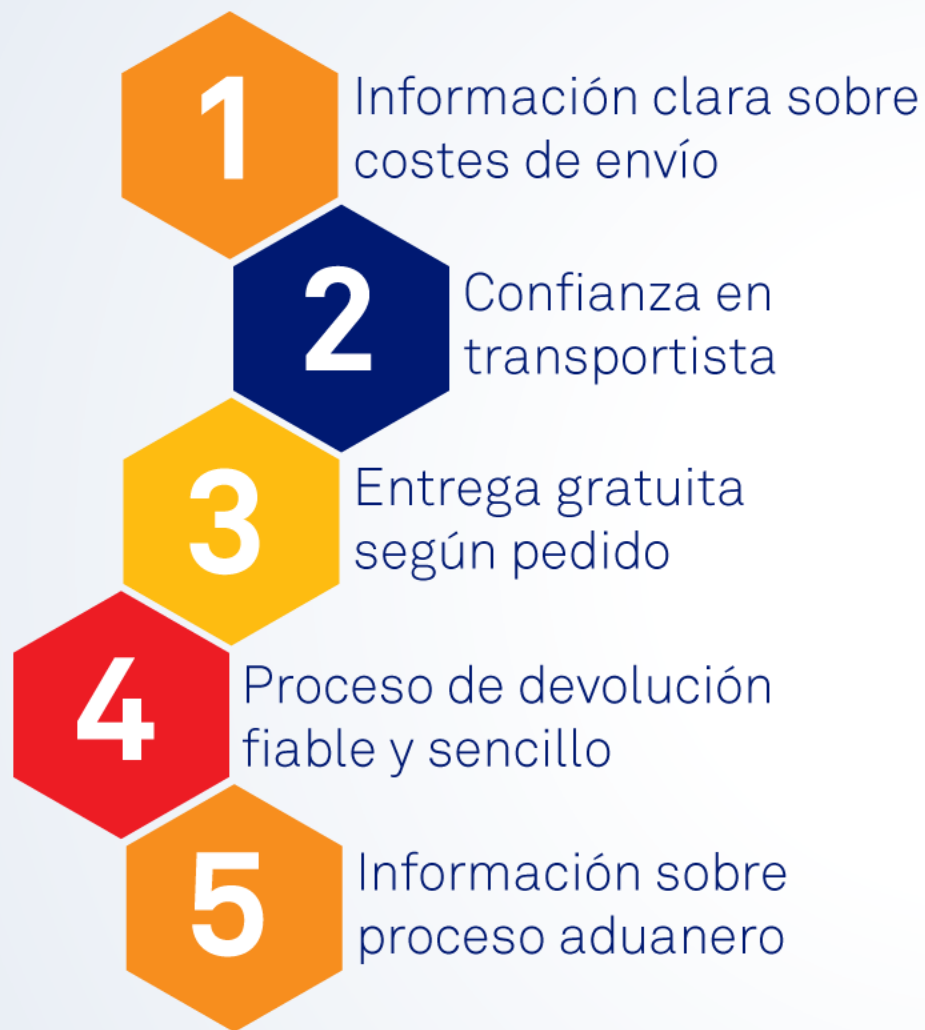 1
Información clara sobre
costes de envío
2
Confianza en
transportista
3
Entrega gratuita
según pedido
4
Proceso de devolución
fiable y sencillo
5
Información sobre
proceso aduanero